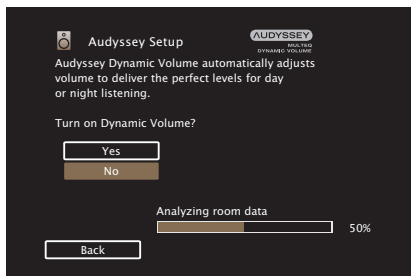 Audyssey Setup
AUDYSSEY
MULTEQ
DYNAMIC VOLUME
Audyssey Dynamic Volume automatically adjusts
volume to deliver the perfect levels for day
or night listening.
Turn on Dynamic Volume?
Yes
No
Analyzing room data
50%
Back